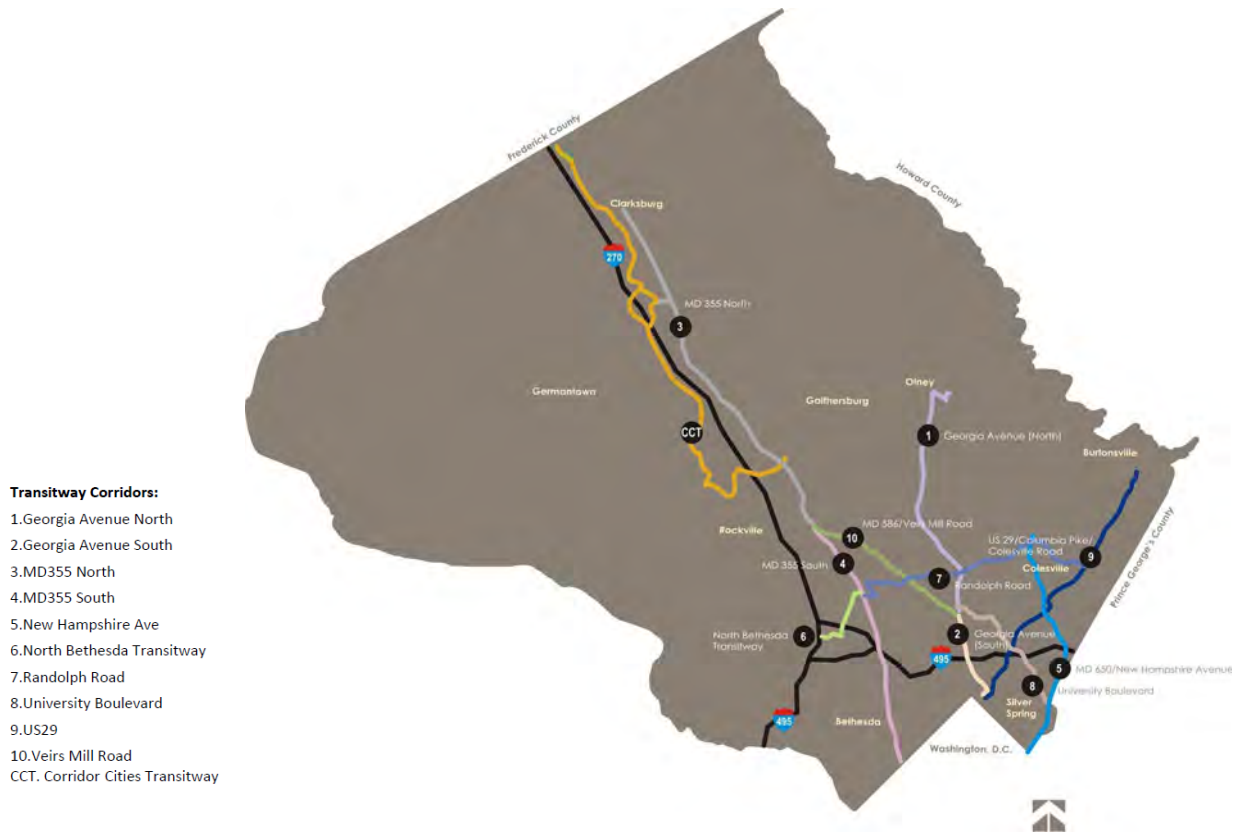 Frederick County
Howard County
Clarksburg
270
MD 355 North
3
Germantown
Gaithersburg
Olney
CCT
1
Georgia Avenue (North)
Burtonsville
Transitway Corridors:
1.Georgia Avenue North
2.Georgia Avenue South
3.MD355 North
4.MD355 South
5.New Hampshire Ave
6.North Bethesda Transitway
7.Randolph Road
8.University Boulevard
9.US29
10.Veirs Mill Road
CCT. Corridor Cities Transitway
Rockville
MD 586/Veirs Mill Road
10
US 29/Columbia Pike/
Colesville Road
9
MD 355 South
4
Colesville
7
Randolph Road
Prince George's County
North Bethesda
Transitway
6
2
Georgia Avenue
(South)
495
5
MD 650/New Hampshire Avenue
8
University Boulevard
Silver
Spring
495
Bethesda
Washington, D.C.